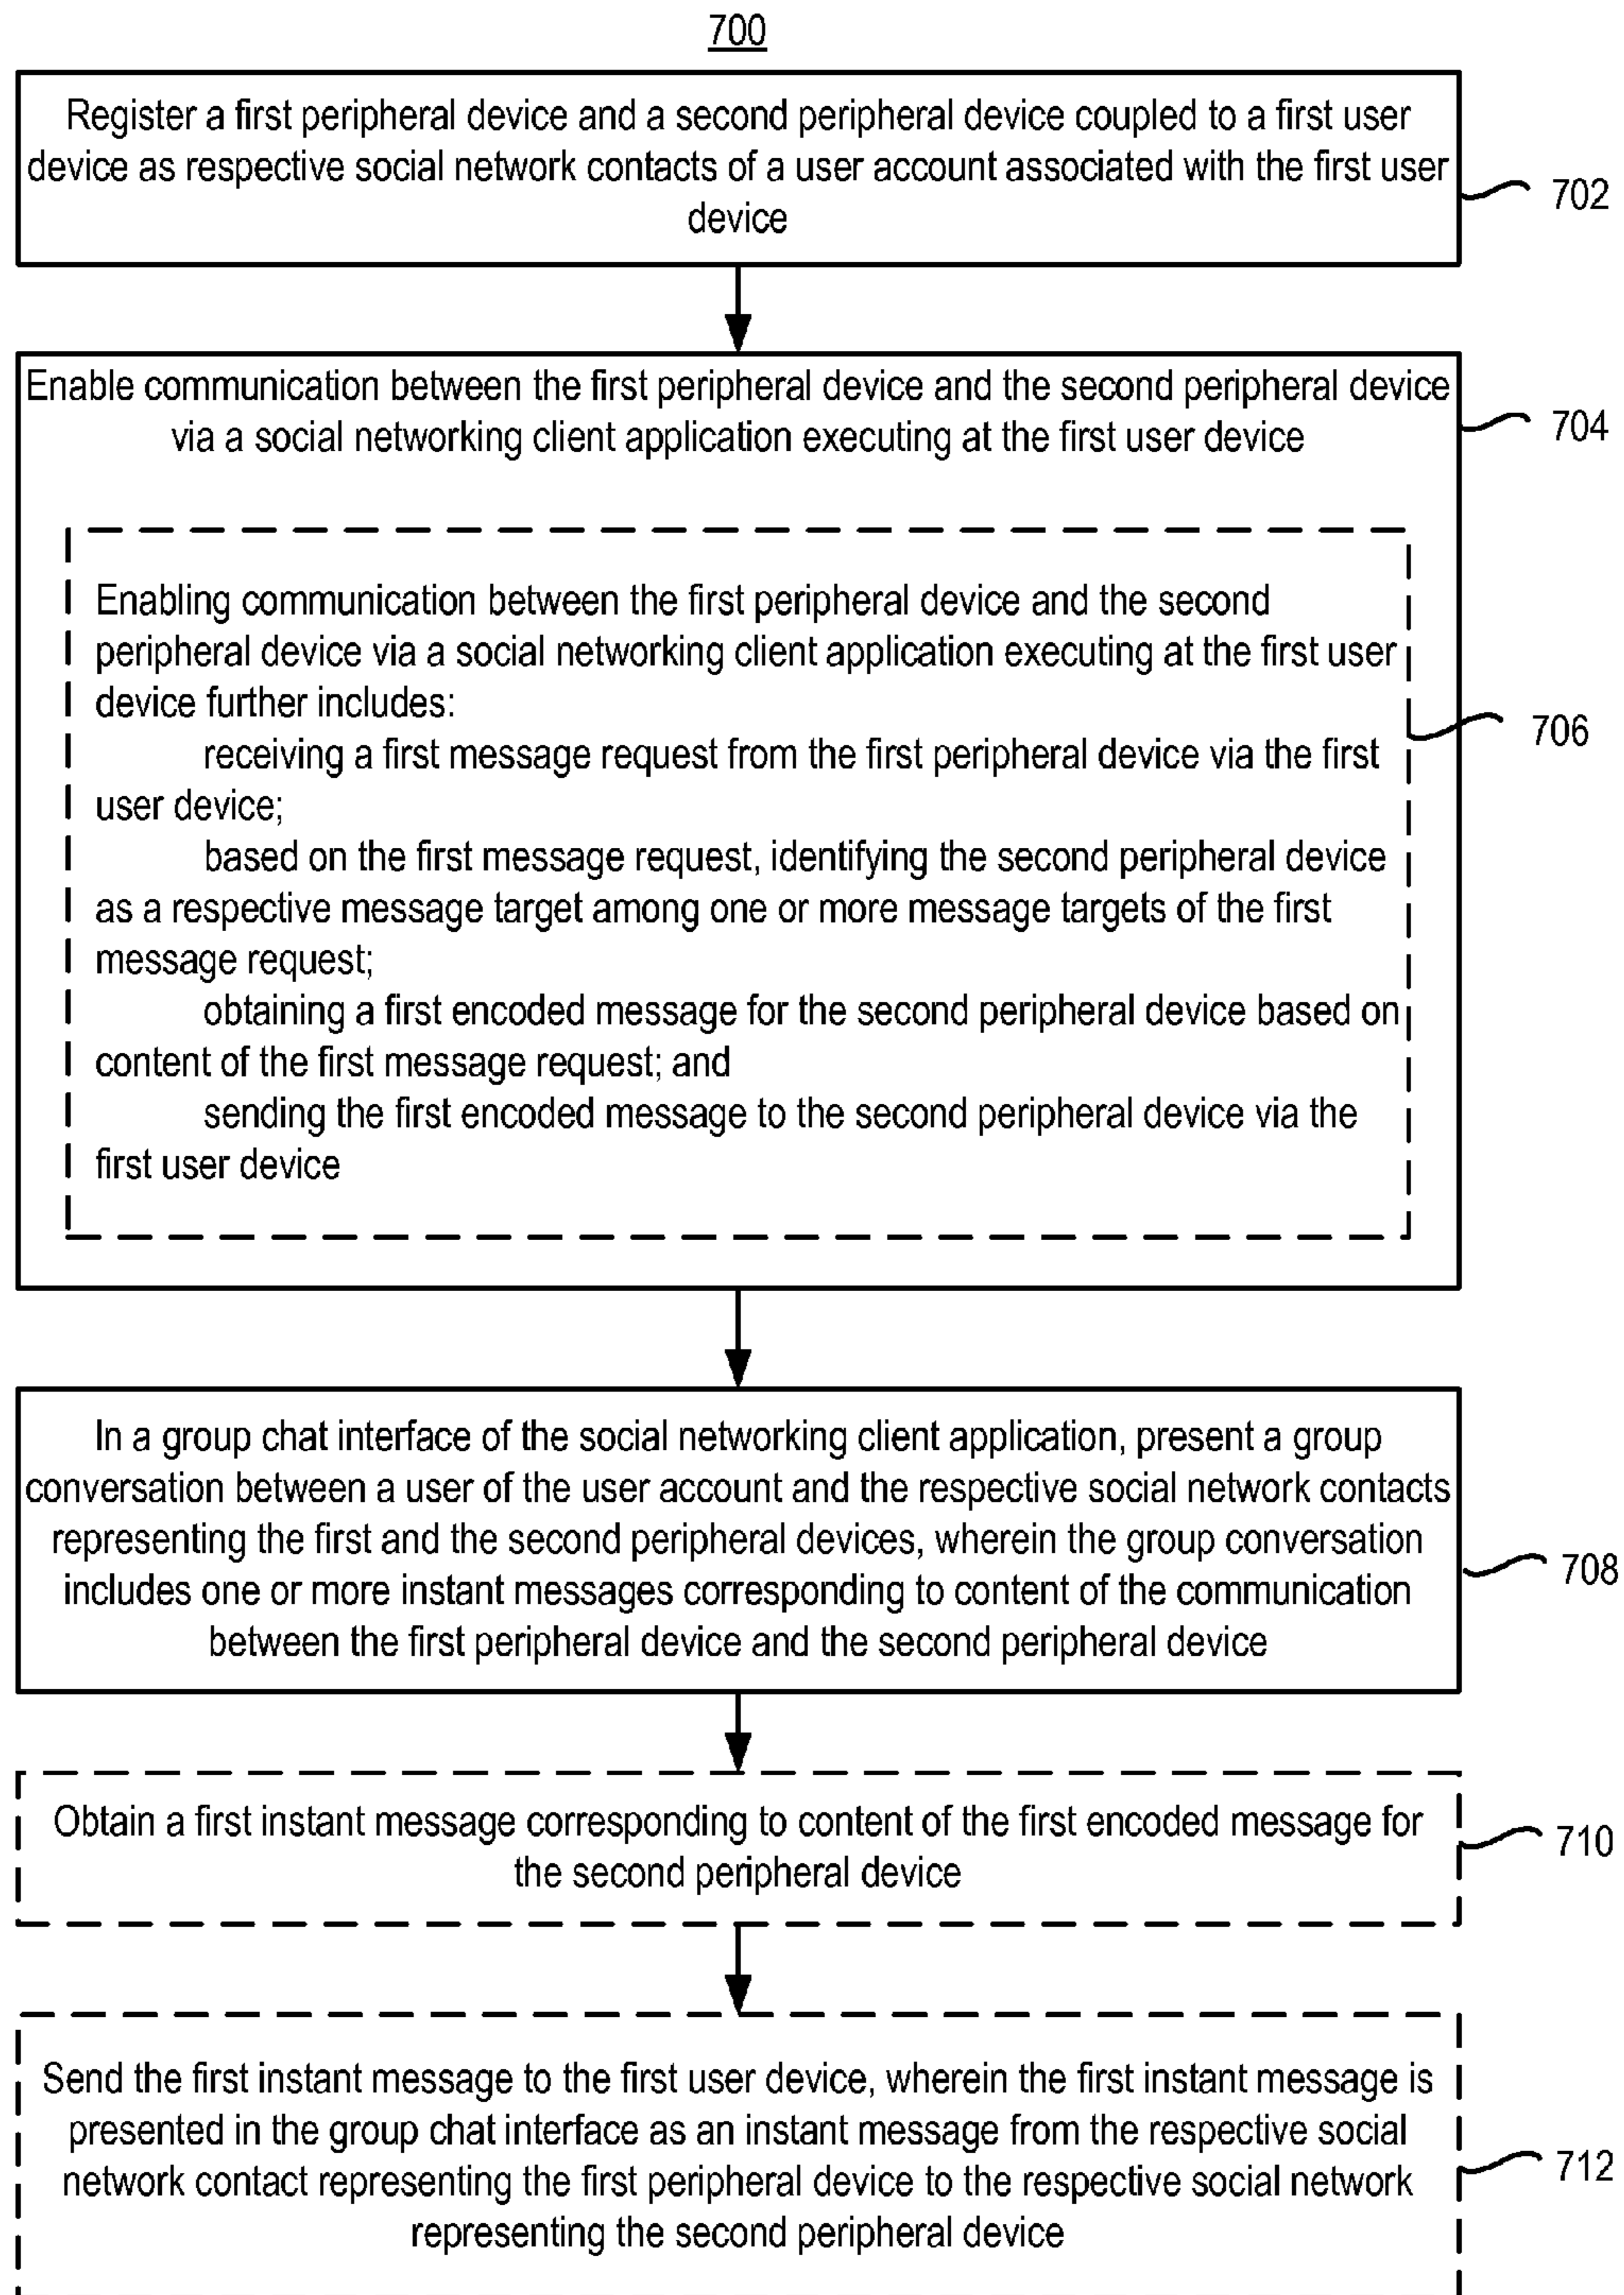 700
Register a first peripheral device and a second peripheral device coupled to a first user
device as respective social network contacts of a user account associated with the first user
device
702
Enable communication between the first peripheral device and the second peripheral device
via a social networking client application executing at the first user device
704
Enabling communication between the first peripheral device and the second
peripheral device via a social networking client application executing at the first user
device further includes:
receiving a first message request from the first peripheral device via the first
user device;
based on the first message request, identifying the second peripheral device
as a respective message target among one or more message targets of the first
message request;
obtaining a first encoded message for the second peripheral device based on
content of the first message request; and
sending the first encoded message to the second peripheral device via the
first user device
706
In a group chat interface of the social networking client application, present a group
conversation between a user of the user account and the respective social network contacts
representing the first and the second peripheral devices, wherein the group conversation
includes one or more instant messages corresponding to content of the communication
between the first peripheral device and the second peripheral device
708
Obtain a first instant message corresponding to content of the first encoded message for
the second peripheral device
710
Send the first instant message to the first user device, wherein the first instant message is
presented in the group chat interface as an instant message from the respective social
network contact representing the first peripheral device to the respective social network
representing the second peripheral device
712